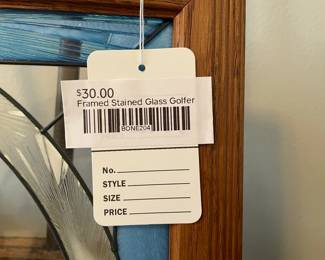 $30.00
Framed Stained Glass Golfer
BONE204
No.
STYLE
SIZE
PRICE